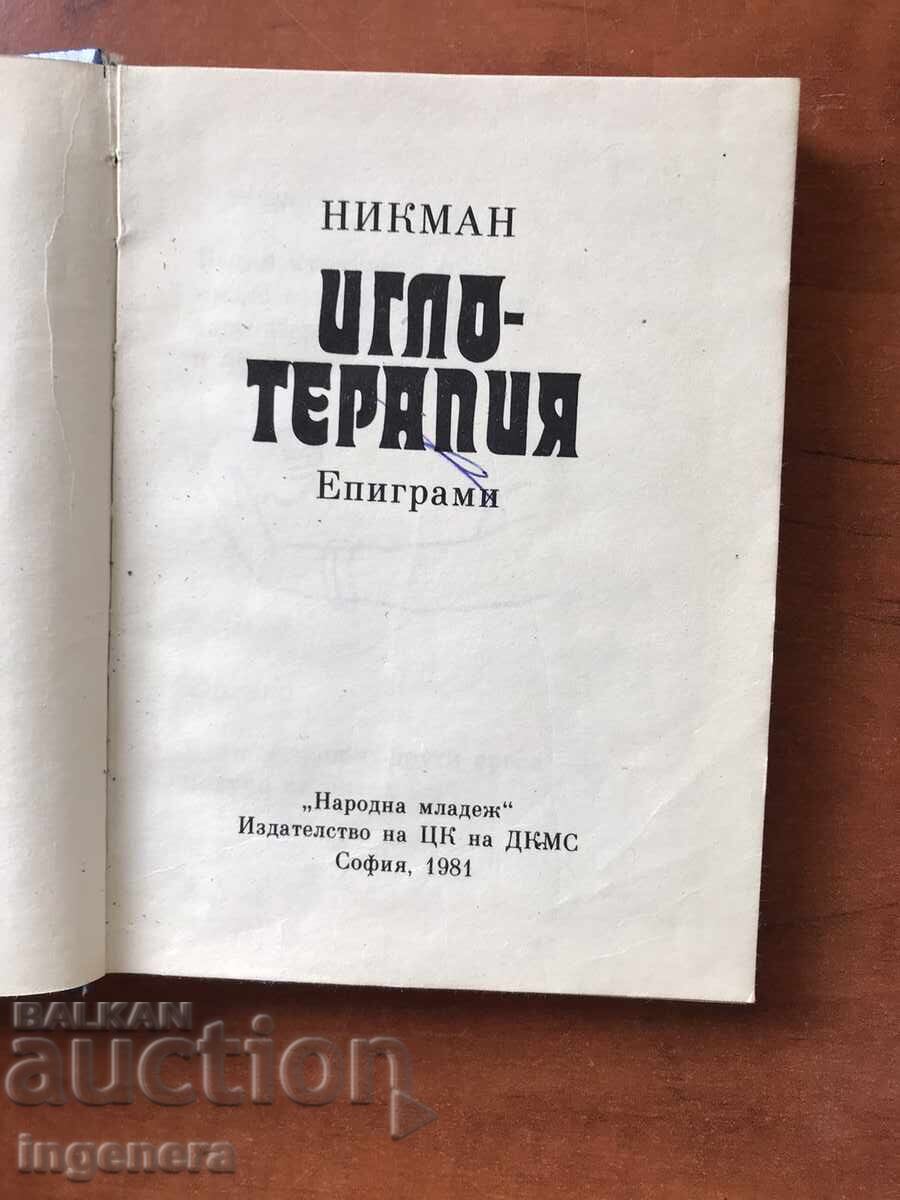 НИКМАН
ИГЛО-
ТЕРАПИЯ
Епиграми
„Народна младеж“
Издателство на ЦК на ДКМС
София, 1981
BALKAN
auction
ingenera